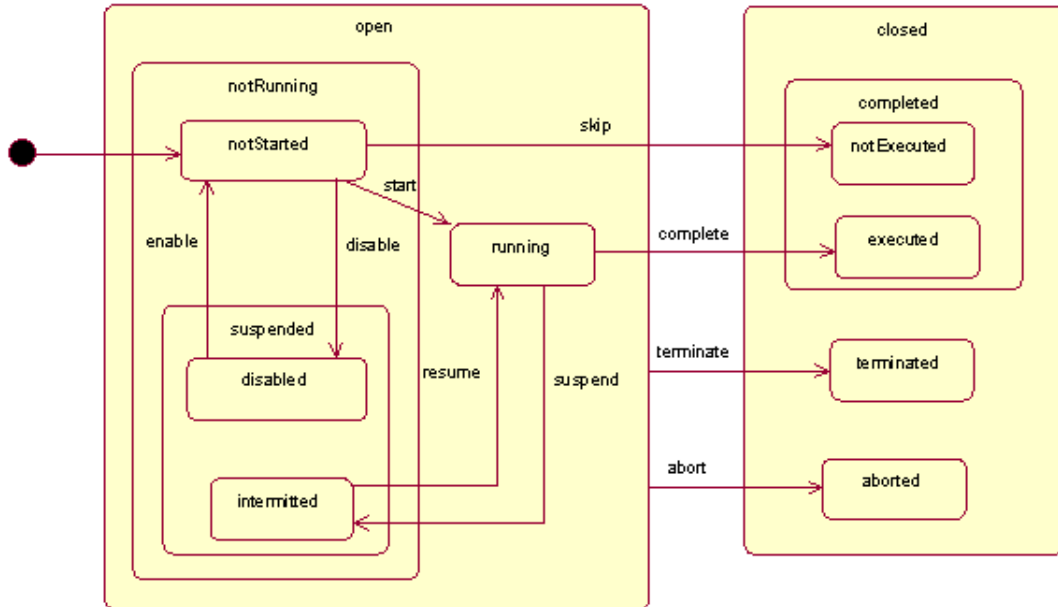 open
closed
notRunning
completed
notStarted
skip
notExecuted
start
enable
disable
running
complete
executed
suspended
disabled
resume
suspend
terminate
terminated
intermitted
abort
aborted